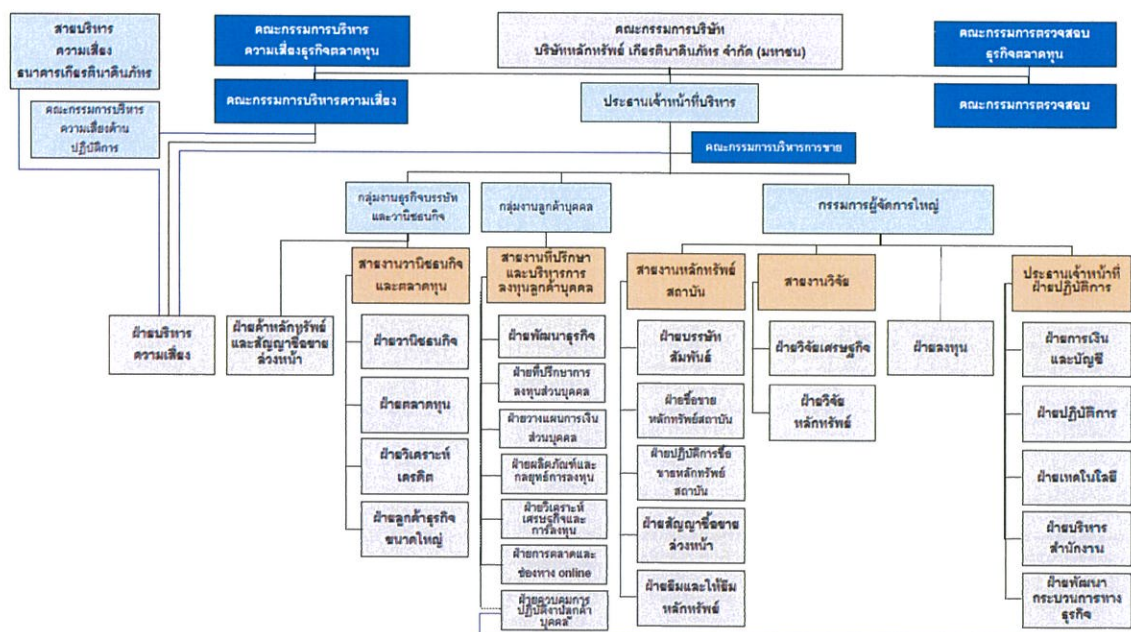 สายบริหาร
ความเสี่ยง
ธนาคารเกียรตินาคินภัทร
คณะกรรมการบริหาร
ความเสี่ยงธุรกิจตลาดทุน
คณะกรรมการบริษัท
บริษัทหลักทรัพย์ เกียรตินาคินภัทร จำกัด (มหาชน)
คณะกรรมการตรวจสอบ
ธุรกิจตลาดทุน
คณะกรรมการบริหารความเสี่ยง
ประธานเจ้าหน้าที่บริหาร
คณะกรรมการตรวจสอบ
คณะกรรมการบริหาร
ความเสี่ยงด้าน
ปฏิบัติการ
คณะกรรมการบริหารการขาย
กลุ่มงานธุรกิจบรรษัท
และวานิชธนกิจ
กลุ่มงานลูกค้าบุคคล
กรรมการผู้จัดการใหญ่
สายงานวานิชธนกิจ
และตลาดทุน
สายงานที่ปรึกษา
และบริหารการ
ลงทุนลูกค้าบุคคล
สายงานหลักทรัพย์
สถาบัน
สายงานวิจัย
ประธานเจ้าหน้าที่
ฝ่ายปฏิบัติการ
ฝ่ายบริหาร
ความเสี่ยง
ฝ่ายค้าหลักทรัพย์
และสัญญาซื้อขาย
ล่วงหน้า
ฝ่ายวานิชธนกิจ
ฝ่ายตลาดทุน
ฝ่ายวิเคราะห์
เครดิต
ฝ่ายลูกค้าธุรกิจ
ขนาดใหญ่
ฝ่ายพัฒนาธุรกิจ
ฝ่ายที่ปรึกษาการ
ลงทุนส่วนบุคคล
ฝ่ายวางแผนการเงิน
ส่วนบุคคล
ฝ่ายผลิตภัณฑ์และ
กลยุทธ์การลงทุน
ฝ่ายวิเคราะห์
เศรษฐกิจและ
การลงทุน
ฝ่ายการตลาดและ
ช่องทาง online
ฝ่ายควบคุมการ
ปฏิบัติงานลูกค้า
บุคคล
ฝ่ายบรรษัท
สัมพันธ์
ฝ่ายซื้อขาย
หลักทรัพย์สถาบัน
ฝ่ายปฏิบัติการซื้อ
ขายหลักทรัพย์
สถาบัน
ฝ่ายสัญญาซื้อขาย
ล่วงหน้า
ฝ่ายยืมและให้ยืม
หลักทรัพย์
ฝ่ายวิจัยเศรษฐกิจ
ฝ่ายวิจัย
หลักทรัพย์
ฝ่ายลงทุน
ฝ่ายการเงิน
และบัญชี
ฝ่ายปฏิบัติการ
ฝ่ายเทคโนโลยี
ฝ่ายบริหาร
สำนักงาน
ฝ่ายพัฒนา
กระบวนการทาง
ธุรกิจ